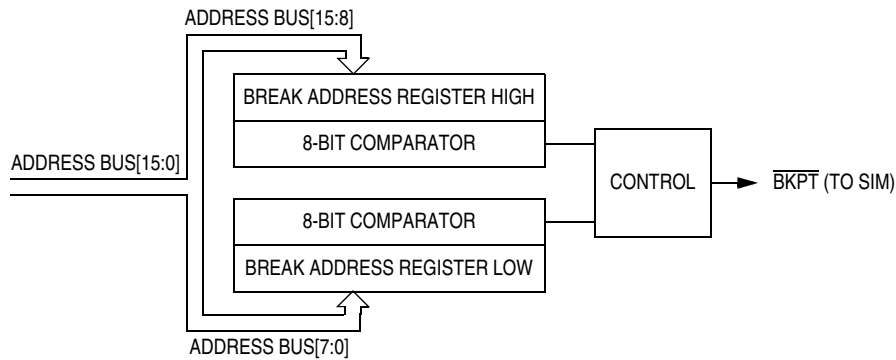 ADDRESS BUS[15:8]
BREAK ADDRESS REGISTER HIGH
8-BIT COMPARATOR
ADDRESS BUS[15:0]
CONTROL
BKPT (TO SIM)
8-BIT COMPARATOR
BREAK ADDRESS REGISTER LOW
ADDRESS BUS[7:0]